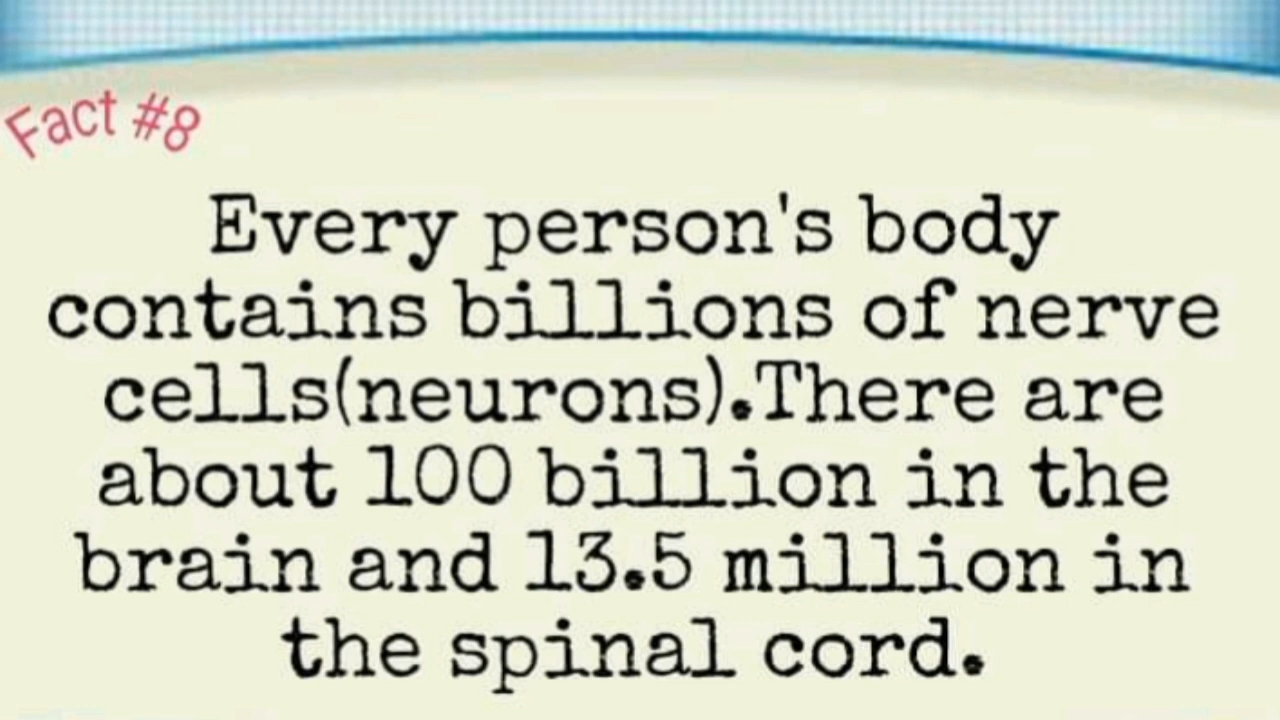 Fact #8
Every person's body
contains billions of nerve
cells(neurons).There are
about 100 billion in the
brain and 13.5 million in
the spinal cord.